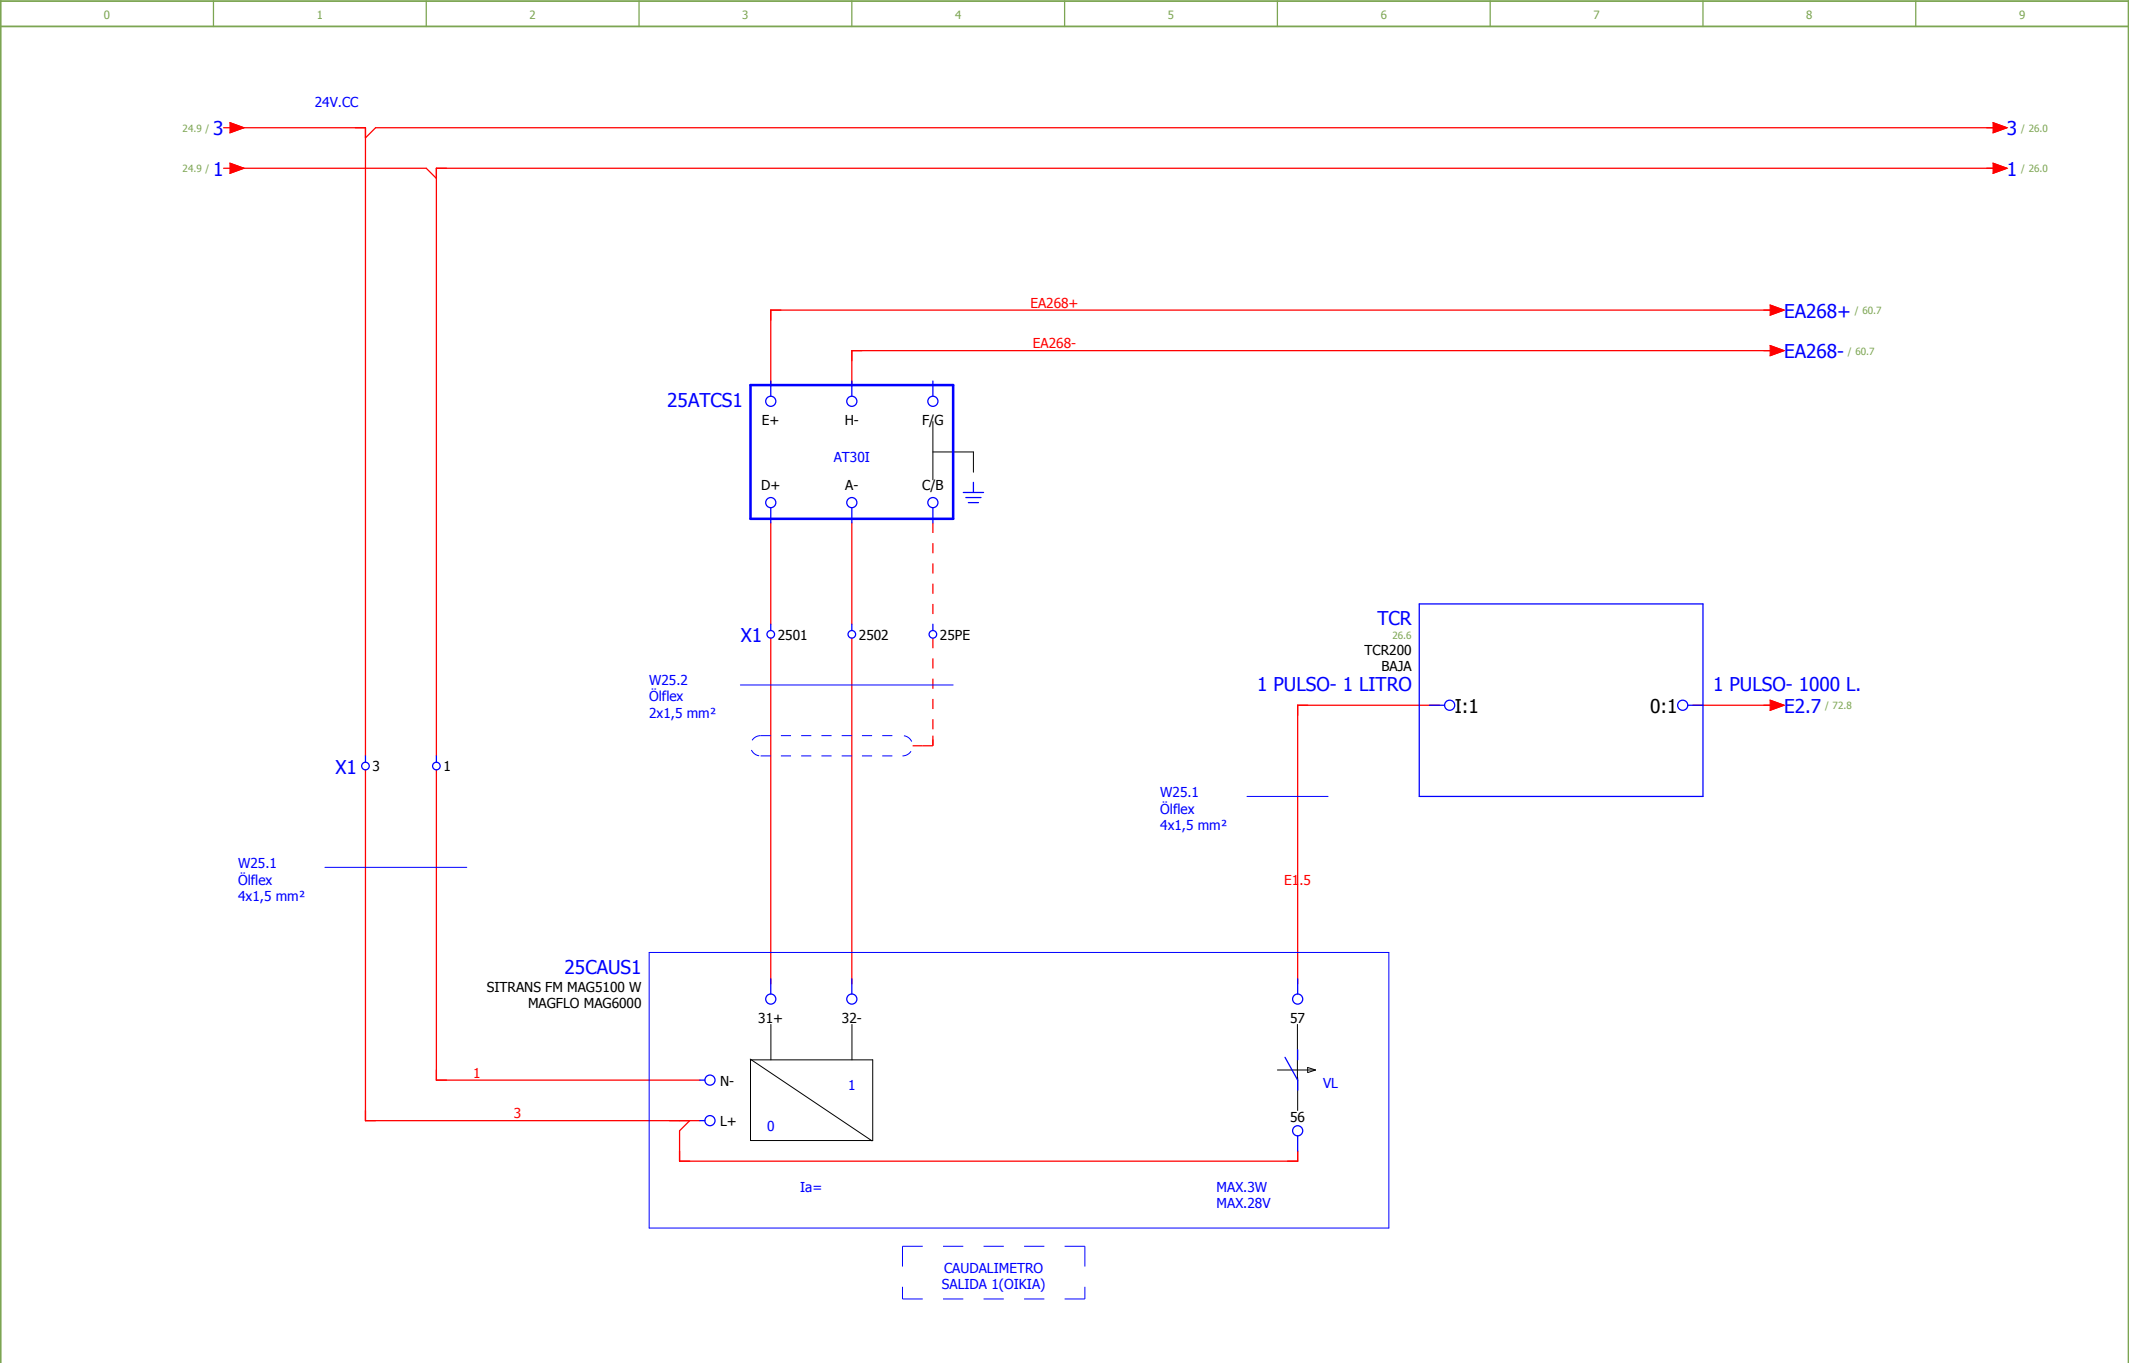 0 1 2 3 4 5 6 7 8 9
24V.CC
24.9 / 3
3 / 26.0
24.9 / 1
1 / 26.0
EA268+
EA268+ / 60.7
EA268-
EA268- / 60.7
25ATCS1
E+ H- F/G
AT30I
D+ A- C/B
X1 2501 2502 25PE
W25.2
Ölflex
2x1,5 mm²
TCR
26.6
TCR200
BAJA
1 PULSO- 1 LITRO
1 PULSO- 1000 L.
I:1
0:1
E2.7 / 72.8
X1 3 1
W25.1
Ölflex
4x1,5 mm²
W25.1
Ölflex
4x1,5 mm²
E1.5
25CAUS1
SITRANS FM MAG5100 W
MAGFLO MAG6000
31+ 32-
57
1
N-
1
VL
3
L+
0
56
Ia=
MAX.3W
MAX.28V
CAUDALIMETRO
SALIDA 1(OIKIA)